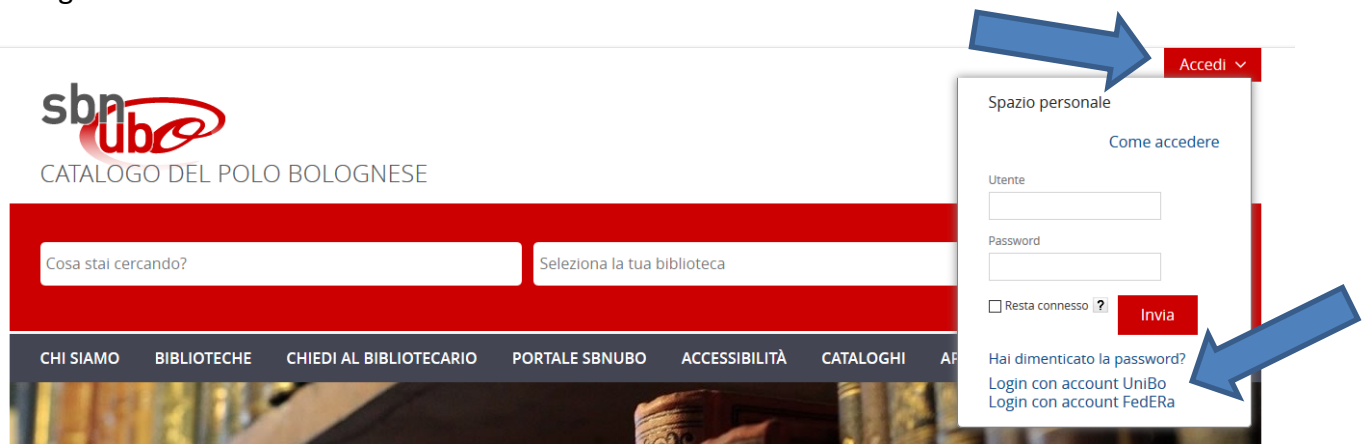 Accedi
sbn
ubo
CATALOGO DEL POLO BOLOGNESE
Spazio personale
Come accedere
Utente
Password
Resta connesso ?
Invia
Hai dimenticato la password?
Login con account UniBo
Login con account FedERa
Cosa stai cercando?
Seleziona la tua biblioteca
CHI SIAMO BIBLIOTECHE CHIEDI AL BIBLIOTECARIO PORTALE SBNUBO ACCESSIBILITÀ CATALOGHI